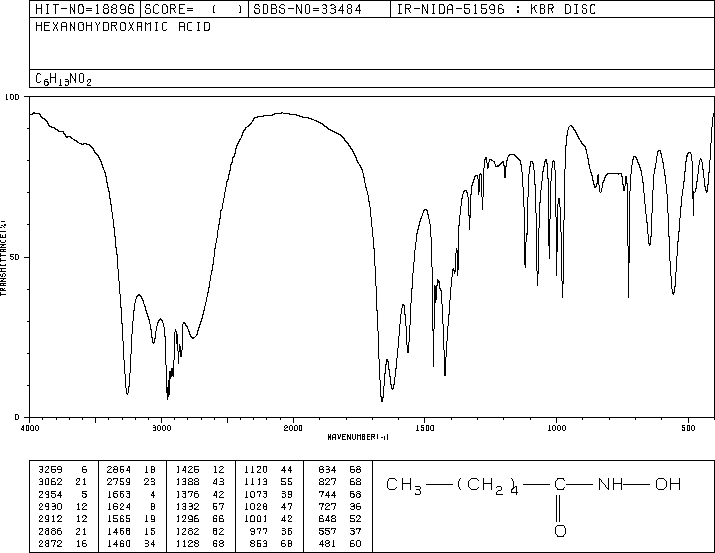 HIT-NO=18896 SCORE= ( ) SDBS-NO=33484 IR-NIDA-51596 : KBR DISC
HEXANOHYDROXAMIC ACID
C6H13NO2
100
50
0
TRANSMITTANCE(%)
4000 3000 2000 1500 1000 500
WAVENUMBER(-1)
3269 6 2864 18 1426 12 1120 44 834 68
3062 21 2759 23 1388 43 1113 55 827 68
2954 5 1663 4 1376 42 1073 39 744 68
2930 12 1624 8 1332 57 1028 47 727 36
2912 12 1565 19 1296 66 1001 42 648 52
2886 21 1468 15 1282 62 977 36 557 37
2872 16 1460 34 1128 68 853 68 481 60
CH3—(CH2)4—C—NH—OH
O